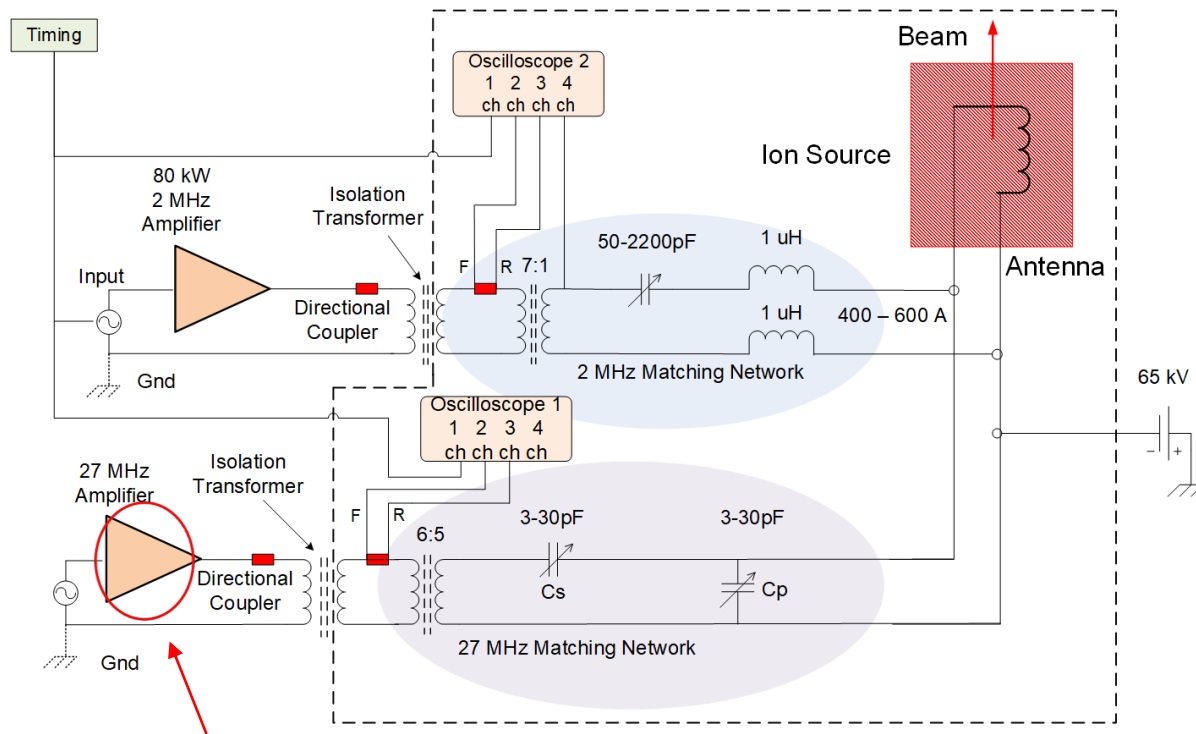 Timing
Oscilloscope 2
1 2 3 4
ch ch ch ch
Beam
Ion Source
Antenna
80 kW
2 MHz
Amplifier
Isolation
Transformer
Input
F R 7:1
50-2200pF
1 uH
1 uH
400 – 600 A
Directional
Coupler
Gnd
2 MHz Matching Network
65 kV
- +
Oscilloscope 1
1 2 3 4
ch ch ch ch
27 MHz
Amplifier
Isolation
Transformer
F R
6:5
3-30pF
3-30pF
Directional
Coupler
Cs
Cp
Gnd
27 MHz Matching Network